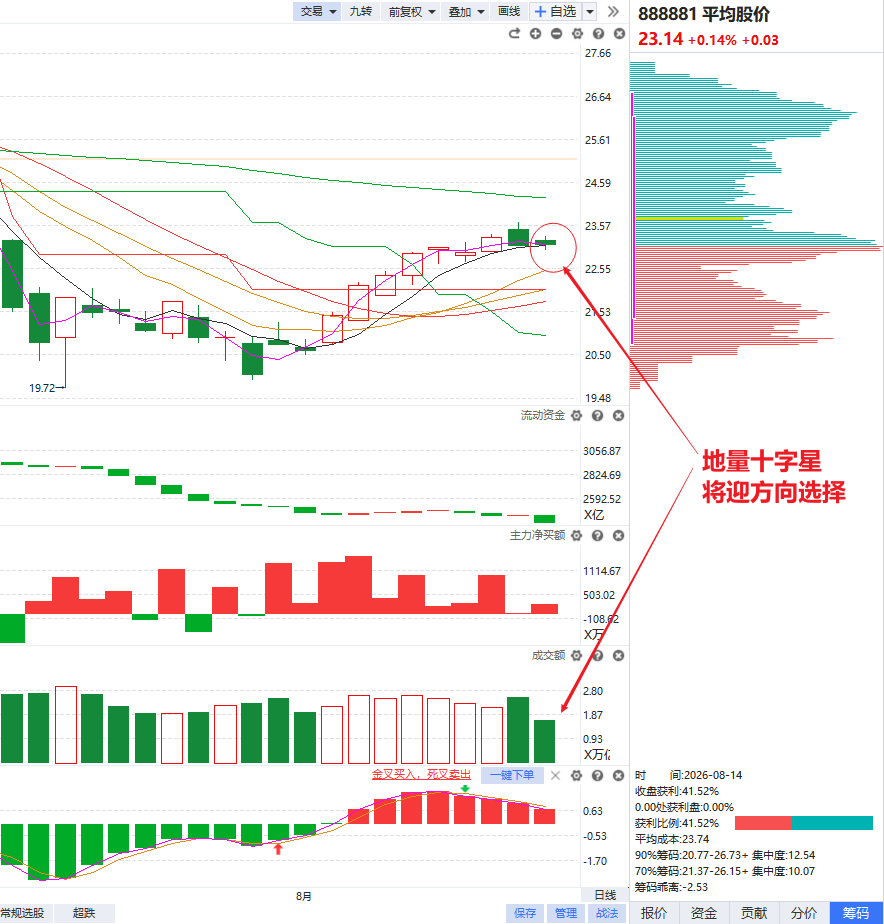 交易 九转 前复权 叠加 画线 +自选
888881 平均股价
23.14 +0.14% +0.03
27.66
26.64
25.61
24.59
23.57
22.55
21.53
20.50
19.48
19.72
地量十字星
将迎方向选择
流动资金
3056.87
2824.69
2592.52
X亿
主力净买额
1114.67
503.02
-108.62
X万
成交额
2.80
1.87
0.93
X万亿
金叉买入，死叉卖出 一键下单
0.63
-0.53
-1.70
8月
日线
时 间:2026-08-14
收盘获利:41.52%
0.00处获利盘:0.00%
获利比例:41.52%
平均成本:23.74
90%筹码:20.77-26.73+ 集中度:12.54
70%筹码:21.37-26.15+ 集中度:10.07
筹码乖离:-2.53
常规选股 超跌 保存 管理 战法
报价 资金 贡献 分价 筹码